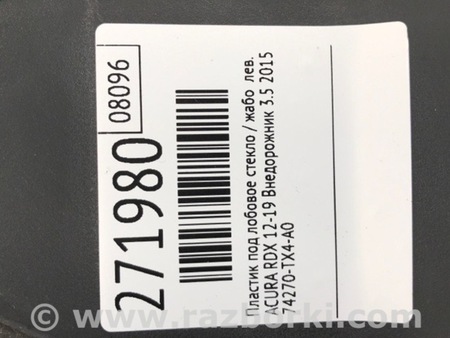 271980
08096
Пластик под лобовое стекло / жабо лев.
ACURA RDX 12-19 Внедорожник 3.5 2015
74270-TX4-A0
© www.razborki.com